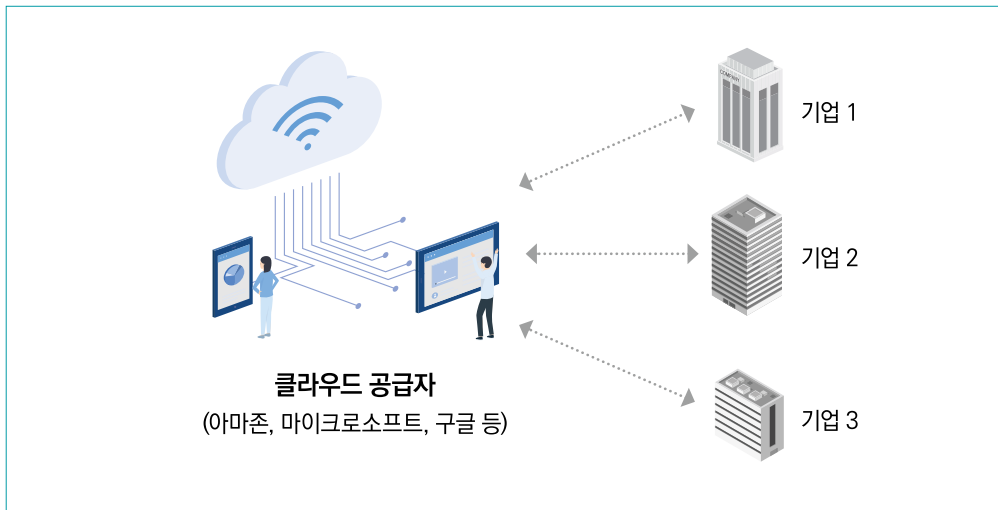 COMPANY
기업 1
기업 2
클라우드 공급자
(아마존, 마이크로소프트, 구글 등)
기업 3